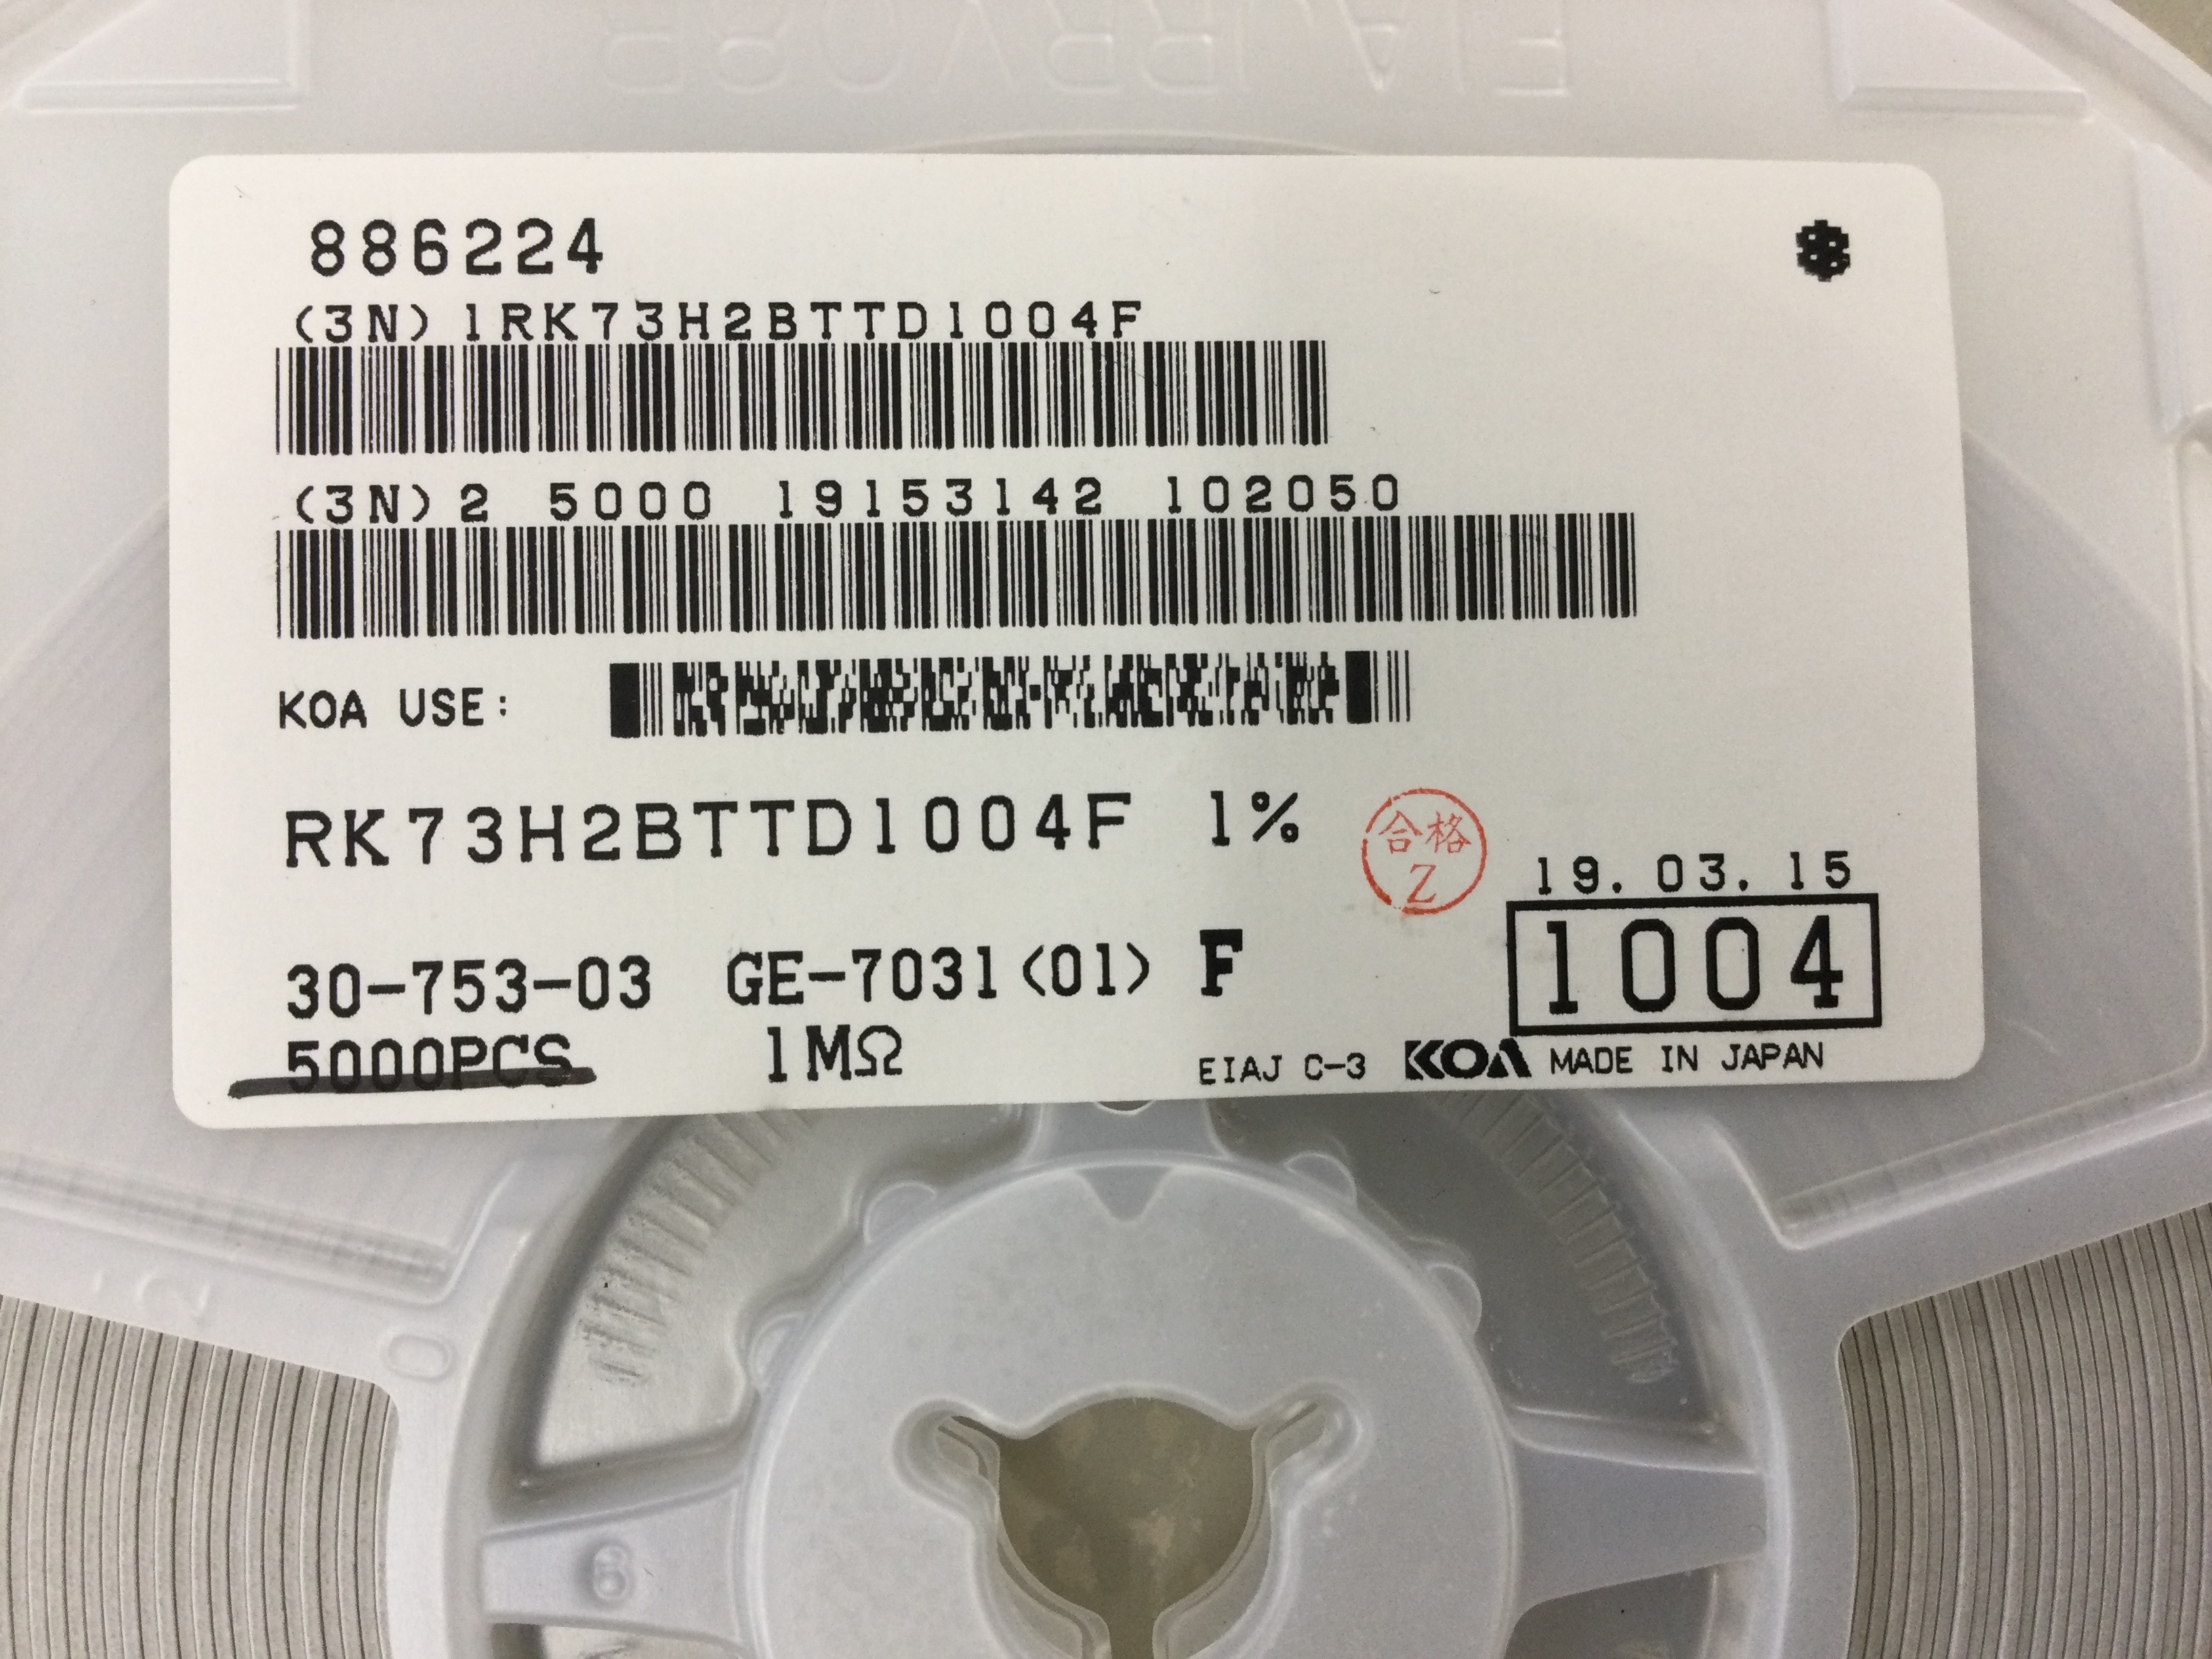 886224
(3N)1RK73H2BTTD1004F
(3N)2 5000 19153142 102050
KOA USE:
RK73H2BTTD1004F 1%
合格
Z
19.03.15
30-753-03 GE-7031(01) F
1004
5000PCS 1MΩ
EIAJ C-3 KOA MADE IN JAPAN
0